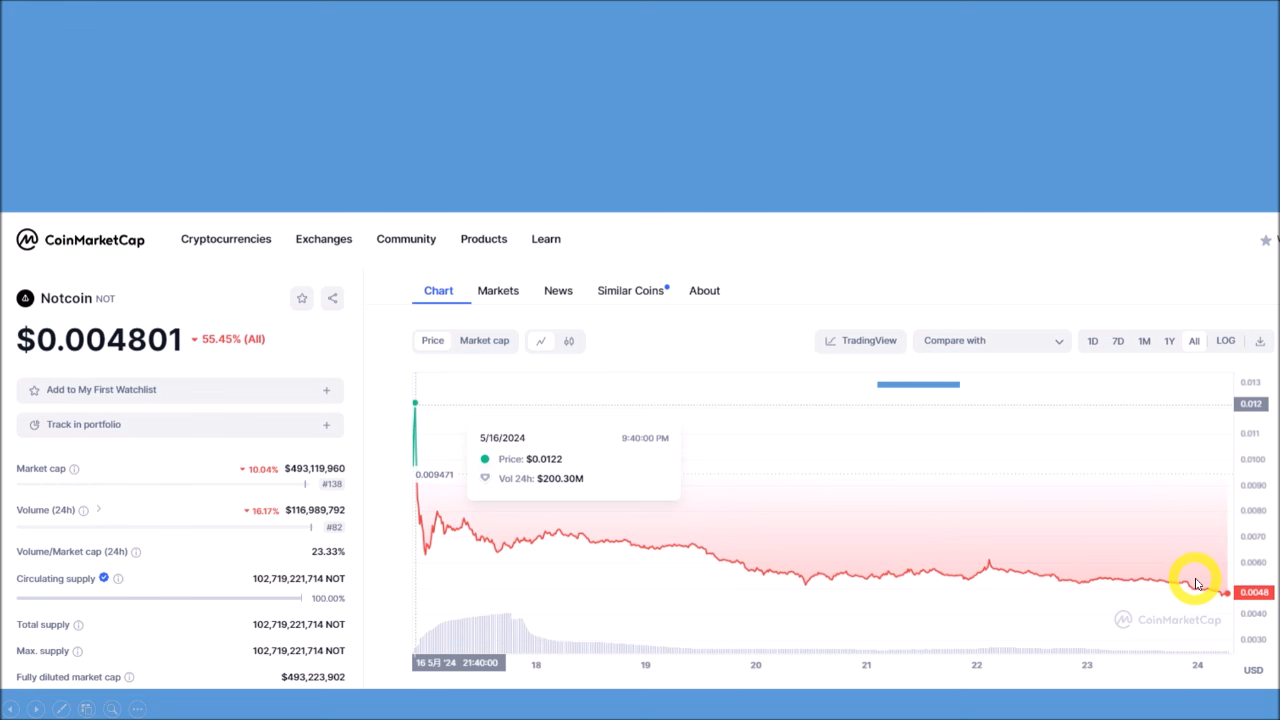 CoinMarketCap Cryptocurrencies Exchanges Community Products Learn
Notcoin NOT
$0.004801 55.45% (All)
Add to My First Watchlist +
Track in portfolio +
Market cap 10.04% $493,119,960
#138
Volume (24h) 16.17% $116,989,792
#82
Volume/Market cap (24h) 23.33%
Circulating supply 102,719,221,714 NOT
100.00%
Total supply 102,719,221,714 NOT
Max. supply 102,719,221,714 NOT
Fully diluted market cap $493,223,902
Chart Markets News Similar Coins About
Price Market cap TradingView Compare with 1D 7D 1M 1Y All LOG
0.013
0.012
0.011
0.0100
0.0090
0.0080
0.0070
0.0060
0.0048
0.0040
0.0030
5/16/2024 9:40:00 PM
Price: $0.0122
Vol 24h: $200.30M
0.009471
CoinMarketCap
16 5月 '24 21:40:00 18 19 20 21 22 23 24 USD